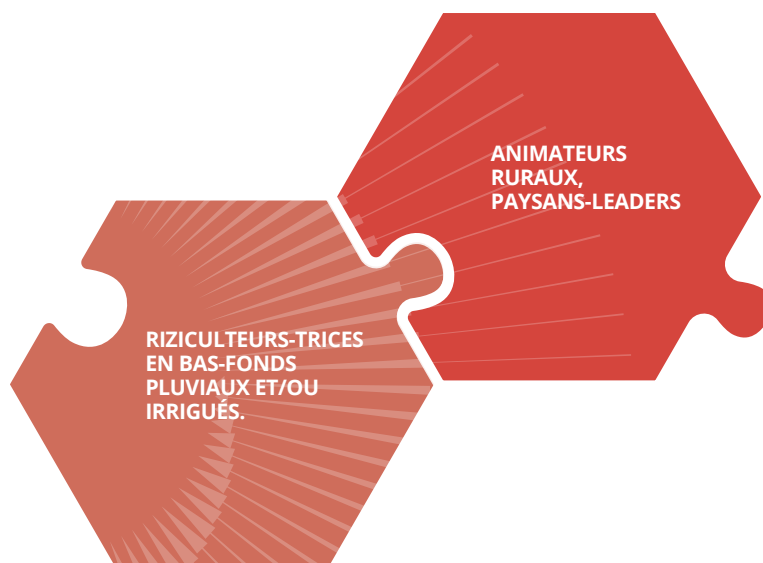 ANIMATEURS
RURAUX,
PAYSANS-LEADERS
RIZICULTEURS-TRICES
EN BAS-FONDS
PLUVIAUX ET/OU
IRRIGUÉS.